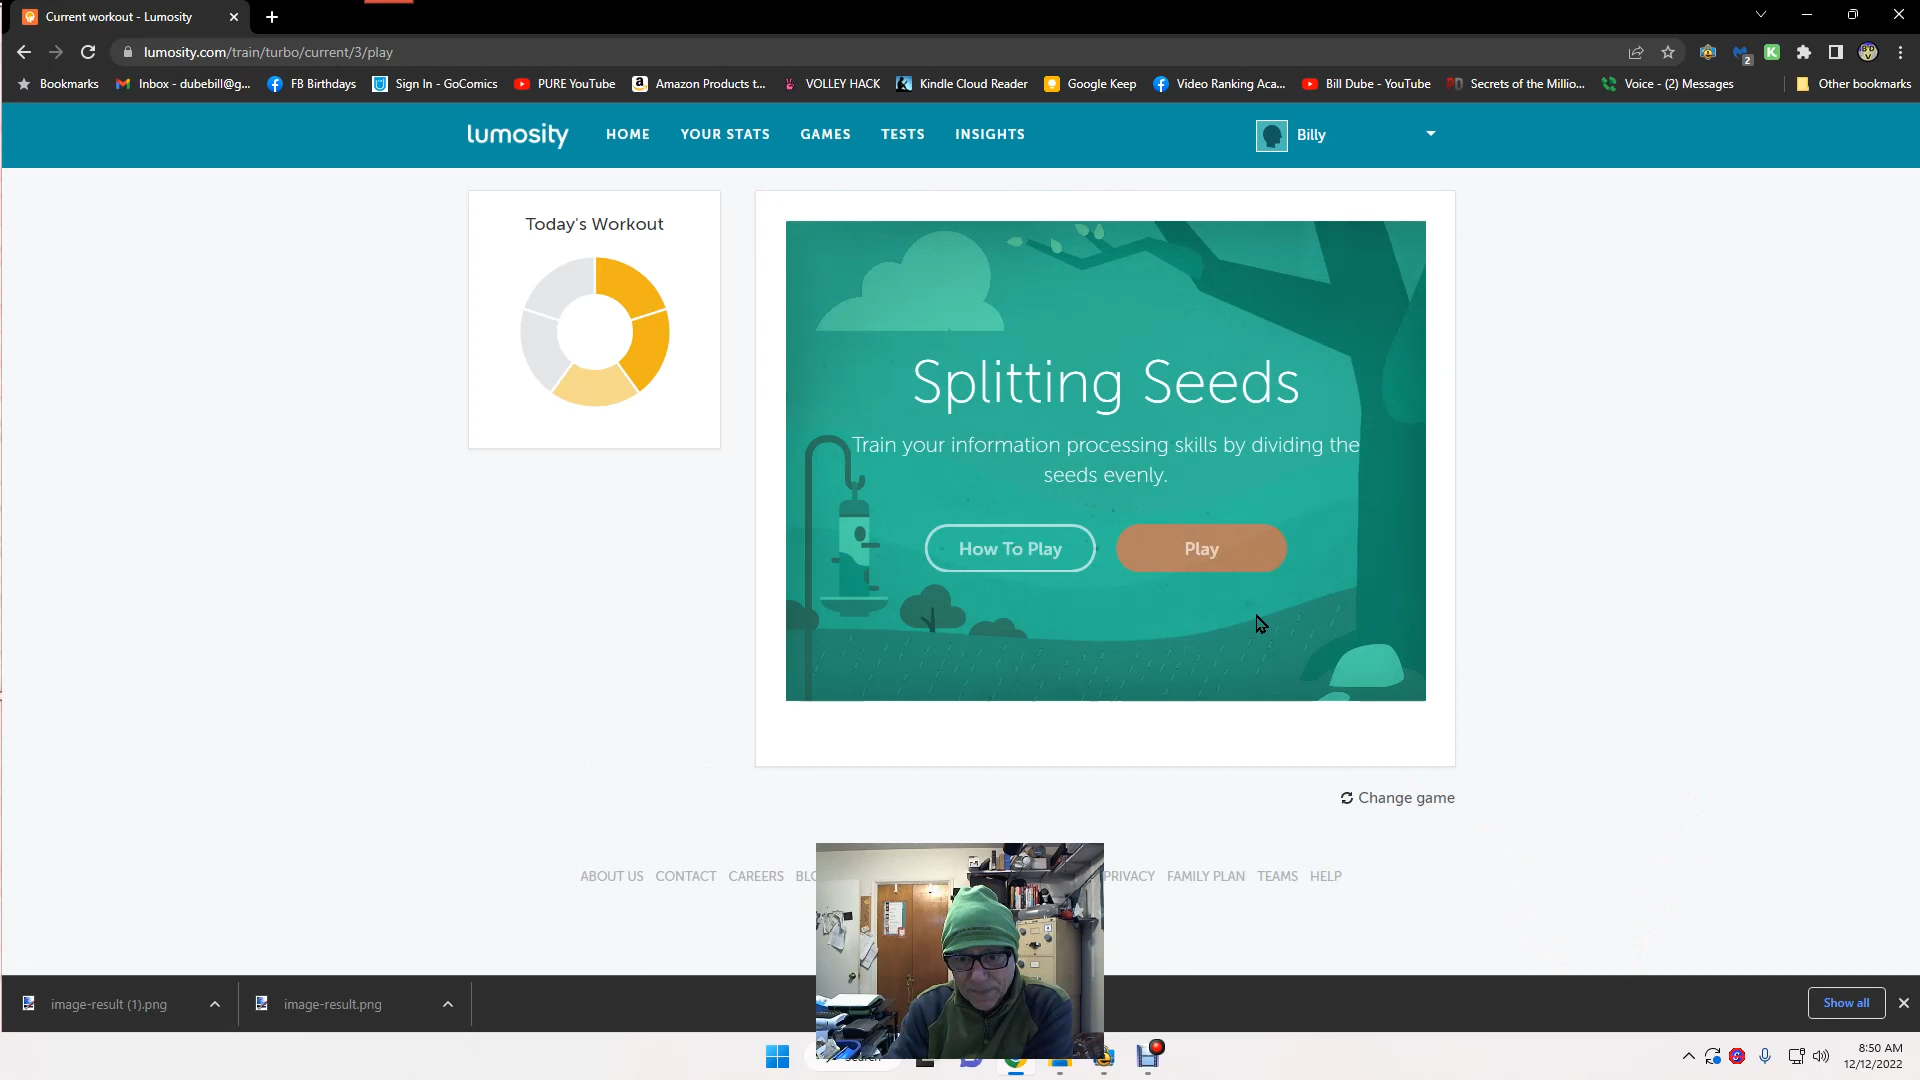 Current workout - Lumosity
lumosity.com/train/turbo/current/3/play
2
Bookmarks
Inbox - dubebill@g...
FB Birthdays
Sign In - GoComics
PURE YouTube
Amazon Products t...
VOLLEY HACK
Kindle Cloud Reader
Google Keep
Video Ranking Aca...
Bill Dube - YouTube
Secrets of the Millio...
Voice - (2) Messages
Other bookmarks
lumosity
HOME
YOUR STATS
GAMES
TESTS
INSIGHTS
Billy
Today's Workout
Splitting Seeds
Train your information processing skills by dividing the
seeds evenly.
How To Play
Play
Change game
ABOUT US CONTACT CAREERS
PRIVACY FAMILY PLAN TEAMS HELP
image-result (1).png
image-result.png
Show all
8:50 AM
12/12/2022